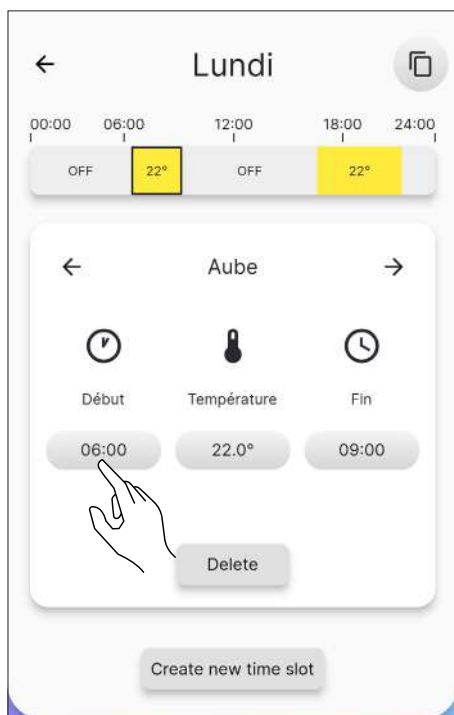 Lundi
00:00 06:00 12:00 18:00 24:00
OFF 22° OFF 22°
Aube
Début Température Fin
06:00 22.0° 09:00
Delete
Create new time slot